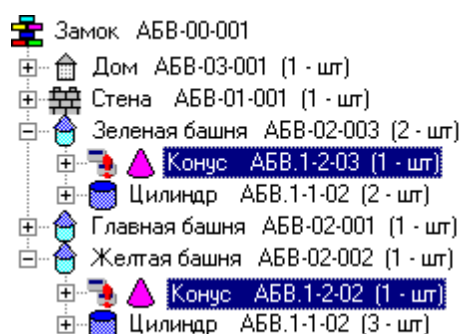 Замок АБВ-00-001
Дом АБВ-03-001 (1 - шт)
Стена АБВ-01-001 (1 - шт)
Зеленая башня АБВ-02-003 (2 - шт)
Конус АБВ.1-2-03 (1 - шт)
Цилиндр АБВ.1-1-02 (2 - шт)
Главная башня АБВ-02-001 (1 - шт)
Желтая башня АБВ-02-002 (1 - шт)
Конус АБВ.1-2-02 (1 - шт)
Цилиндр АБВ.1-1-02 (3 - шт)